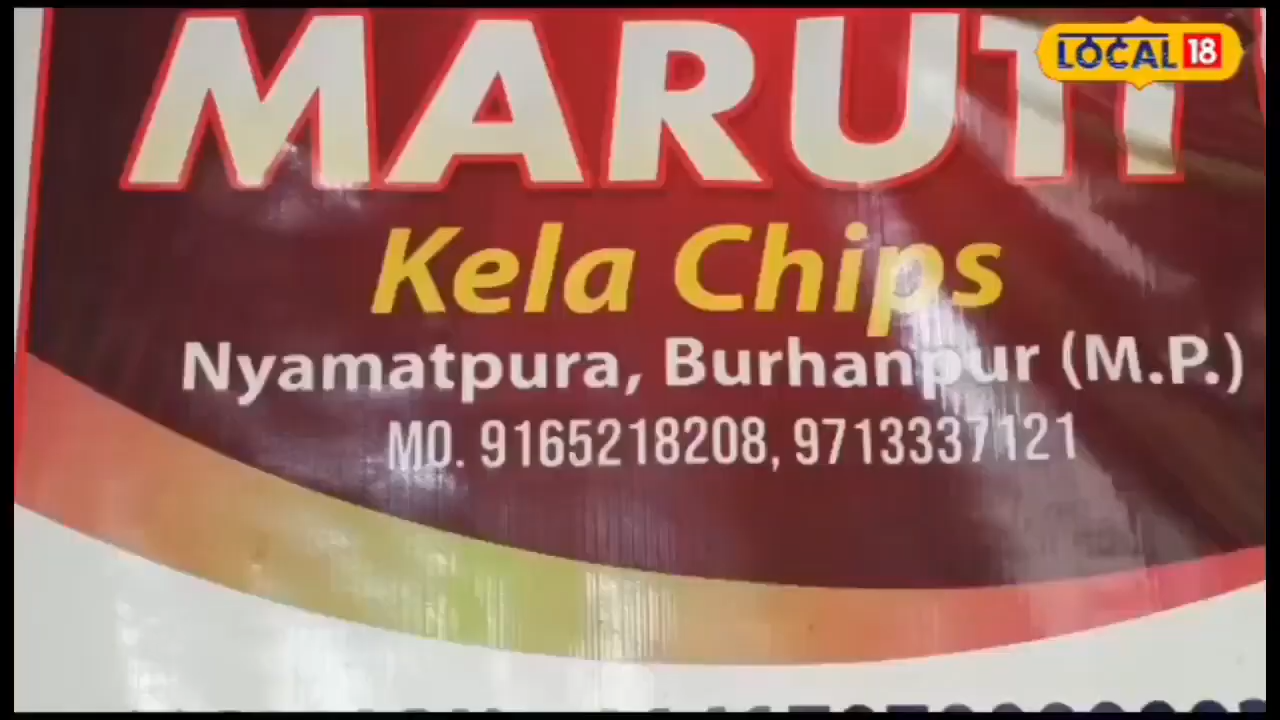 LOCAL 18
MARUTI
Kela Chips
Nyamatpura, Burhanpur (M.P.)
MO. 9165218208, 9713337121